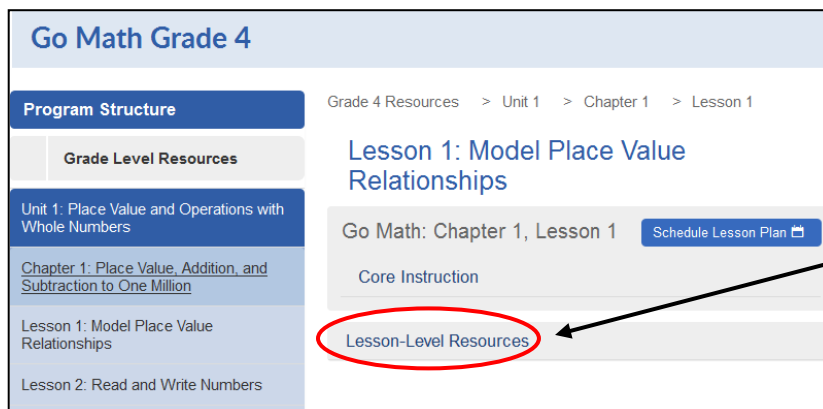 Go Math Grade 4
Program Structure
Grade Level Resources
Unit 1: Place Value and Operations with
Whole Numbers
Chapter 1: Place Value, Addition, and
Subtraction to One Million
Lesson 1: Model Place Value
Relationships
Lesson 2: Read and Write Numbers
Grade 4 Resources > Unit 1 > Chapter 1 > Lesson 1
Lesson 1: Model Place Value
Relationships
Go Math: Chapter 1, Lesson 1
Schedule Lesson Plan
Core Instruction
Lesson-Level Resources